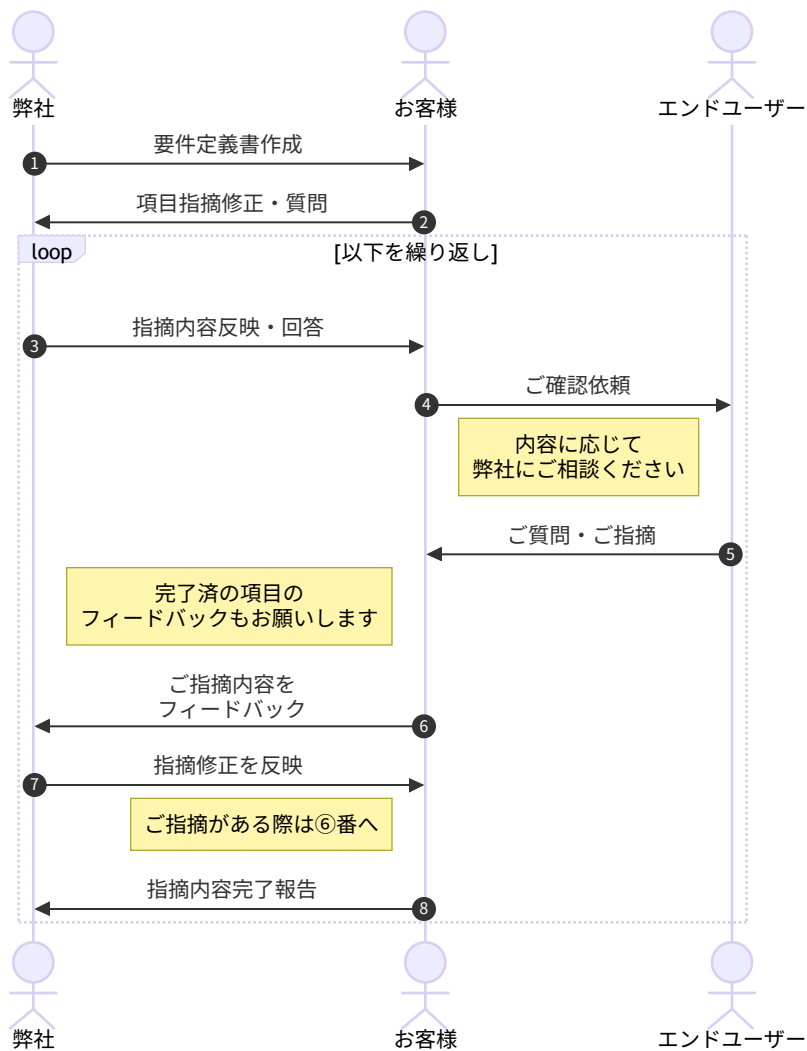 弊社
お客様
エンドユーザー
要件定義書作成
1
項目指摘修正・質問
2
loop
[以下を繰り返し]
指摘内容反映・回答
3
ご確認依頼
4
内容に応じて
弊社にご相談ください
ご質問・ご指摘
5
完了済の項目の
フィードバックもお願いします
ご指摘内容を
フィードバック
6
指摘修正を反映
7
ご指摘がある際は⑥番へ
指摘内容完了報告
8
弊社
お客様
エンドユーザー